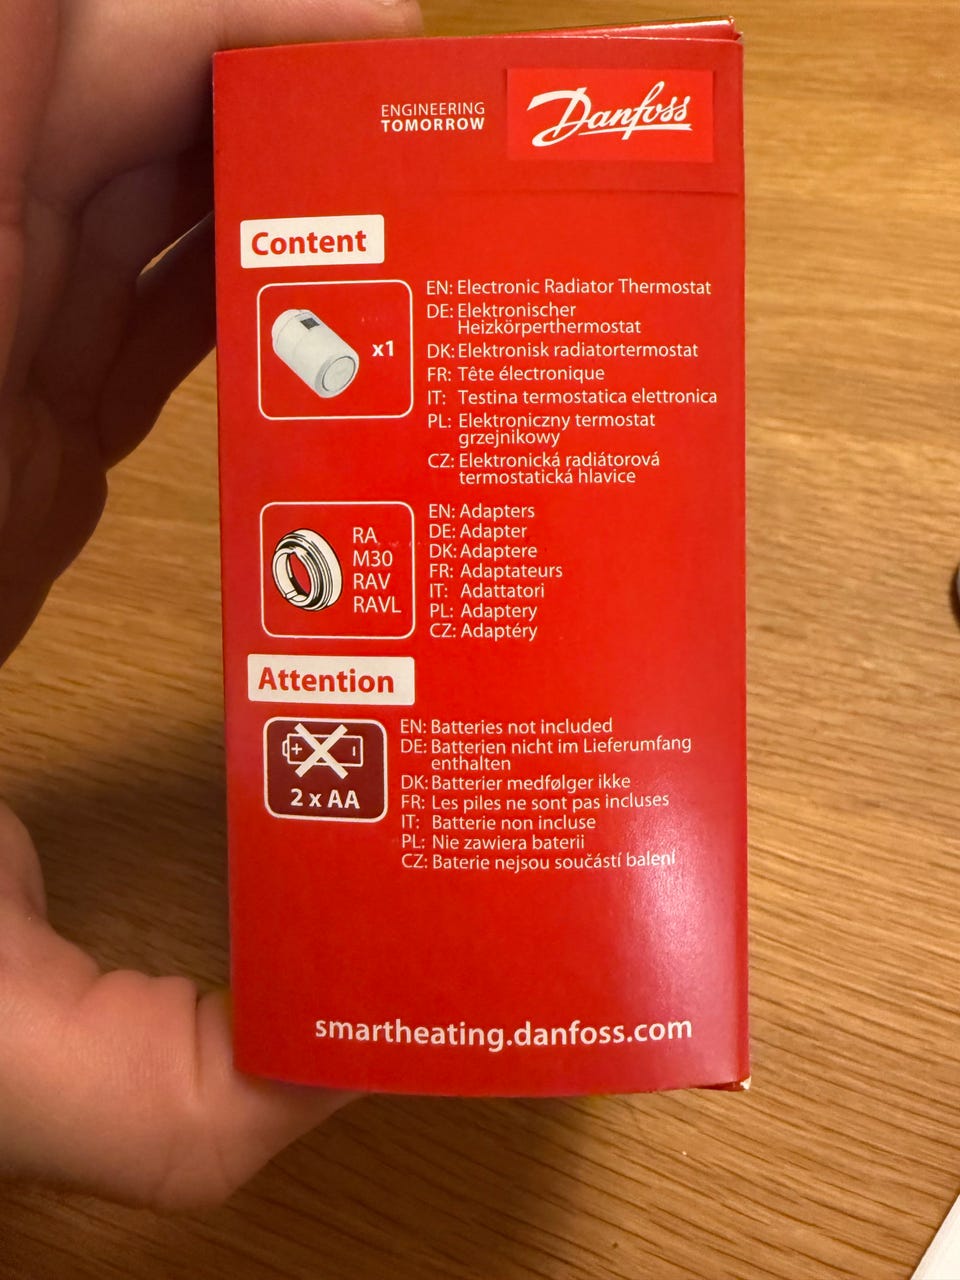 ENGINEERING
TOMORROW
Danfoss
Content
x1
EN: Electronic Radiator Thermostat
DE: Elektronischer
Heizkörperthermostat
DK: Elektronisk radiatortermostat
FR: Tête électronique
IT: Testina termostatica elettronica
PL: Elektroniczny termostat
grzejnikowy
CZ: Elektronická radiátorová
termostatická hlavice
RA
M30
RAV
RAVL
EN: Adapters
DE: Adapter
DK: Adaptere
FR: Adaptateurs
IT: Adattatori
PL: Adaptery
CZ: Adaptéry
Attention
+ -
2 x AA
EN: Batteries not included
DE: Batterien nicht im Lieferumfang
enthalten
DK: Batterier medfølger ikke
FR: Les piles ne sont pas incluses
IT: Batterie non incluse
PL: Nie zawiera baterii
CZ: Baterie nejsou součástí balení
smartheating.danfoss.com